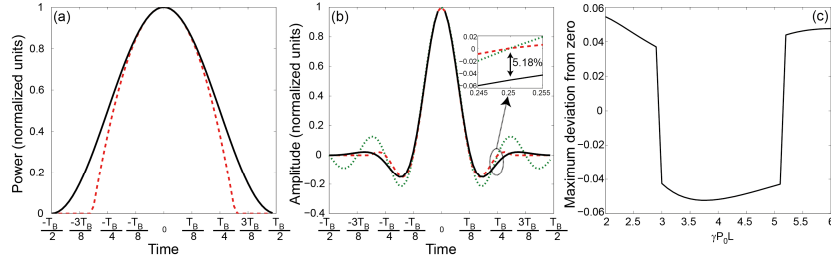 (a)
Power (normalized units)
1
0.8
0.6
0.4
0.2
0
-T_B/2 -3T_B/8 -T_B/4 -T_B/8 0 T_B/8 T_B/4 3T_B/8 T_B/2
Time
(b)
Amplitude (normalized units)
1
0.8
0.6
0.4
0.2
0
−0.2
−0.4
-T_B/2 -3T_B/8 -T_B/4 -T_B/8 0 T_B/8 T_B/4 3T_B/8 T_B/2
Time
0.02
0
−0.02
−0.04
−0.06
0.245 0.25 0.255
5.18%
(c)
Maximum deviation from zero
0.06
0.04
0.02
0
−0.02
−0.04
−0.06
2 2.5 3 3.5 4 4.5 5 5.5 6
γP₀L